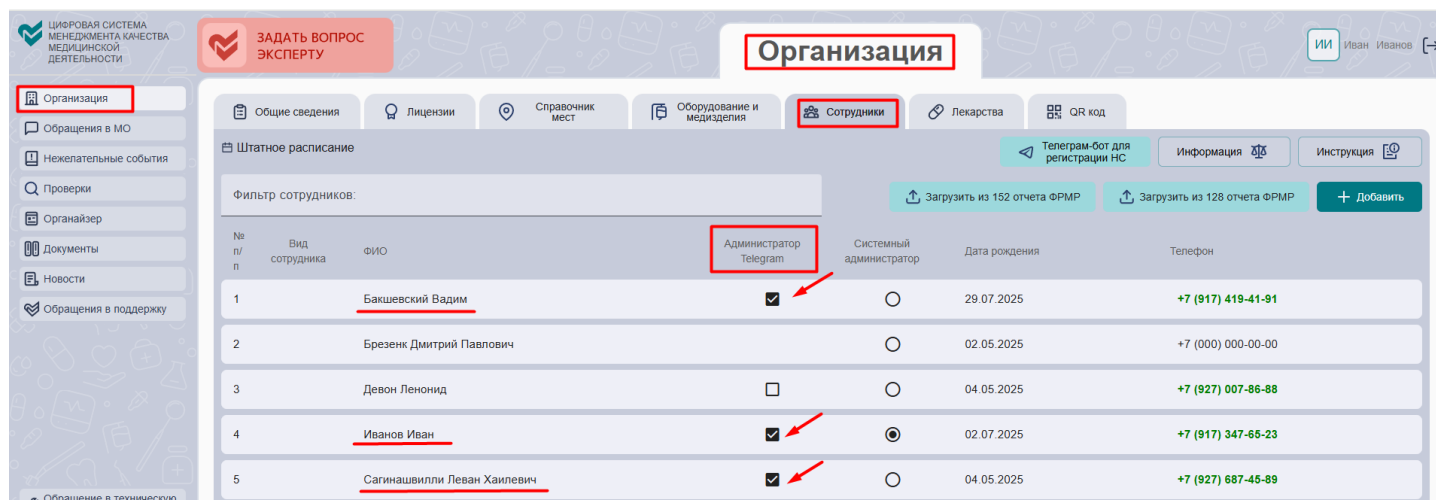 ЦИФРОВАЯ СИСТЕМА
МЕНЕДЖМЕНТА КАЧЕСТВА
МЕДИЦИНСКОЙ
ДЕЯТЕЛЬНОСТИ
ЗАДАТЬ ВОПРОС
ЭКСПЕРТУ
Организация
ИИ Иван Иванов
Организация
Обращения в МО
Нежелательные события
Проверки
Органайзер
Документы
Новости
Обращения в поддержку
Обращение в техническую
Общие сведения
Лицензии
Справочник
мест
Оборудование и
медизделия
Сотрудники
Лекарства
QR код
Штатное расписание
Телеграм-бот для
регистрации НС
Информация
Инструкция
Фильтр сотрудников:
Загрузить из 152 отчета ФРМР
Загрузить из 128 отчета ФРМР
+ Добавить
№
п/
п
Вид
сотрудника
ФИО
Администратор
Telegram
Системный
администратор
Дата рождения
Телефон
1 Бакшевский Вадим 29.07.2025 +7 (917) 419-41-91
2 Брезенк Дмитрий Павлович 02.05.2025 +7 (000) 000-00-00
3 Девон Ленонид 04.05.2025 +7 (927) 007-86-88
4 Иванов Иван 02.07.2025 +7 (917) 347-65-23
5 Сагинашвилли Леван Хаилевич 04.05.2025 +7 (927) 687-45-89